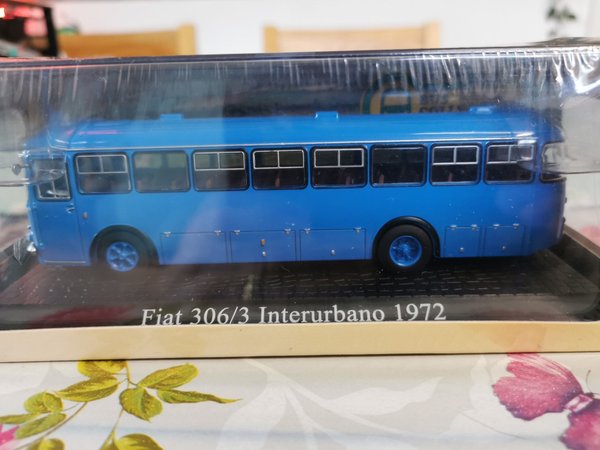 Fiat 306/3 Interurbano 1972